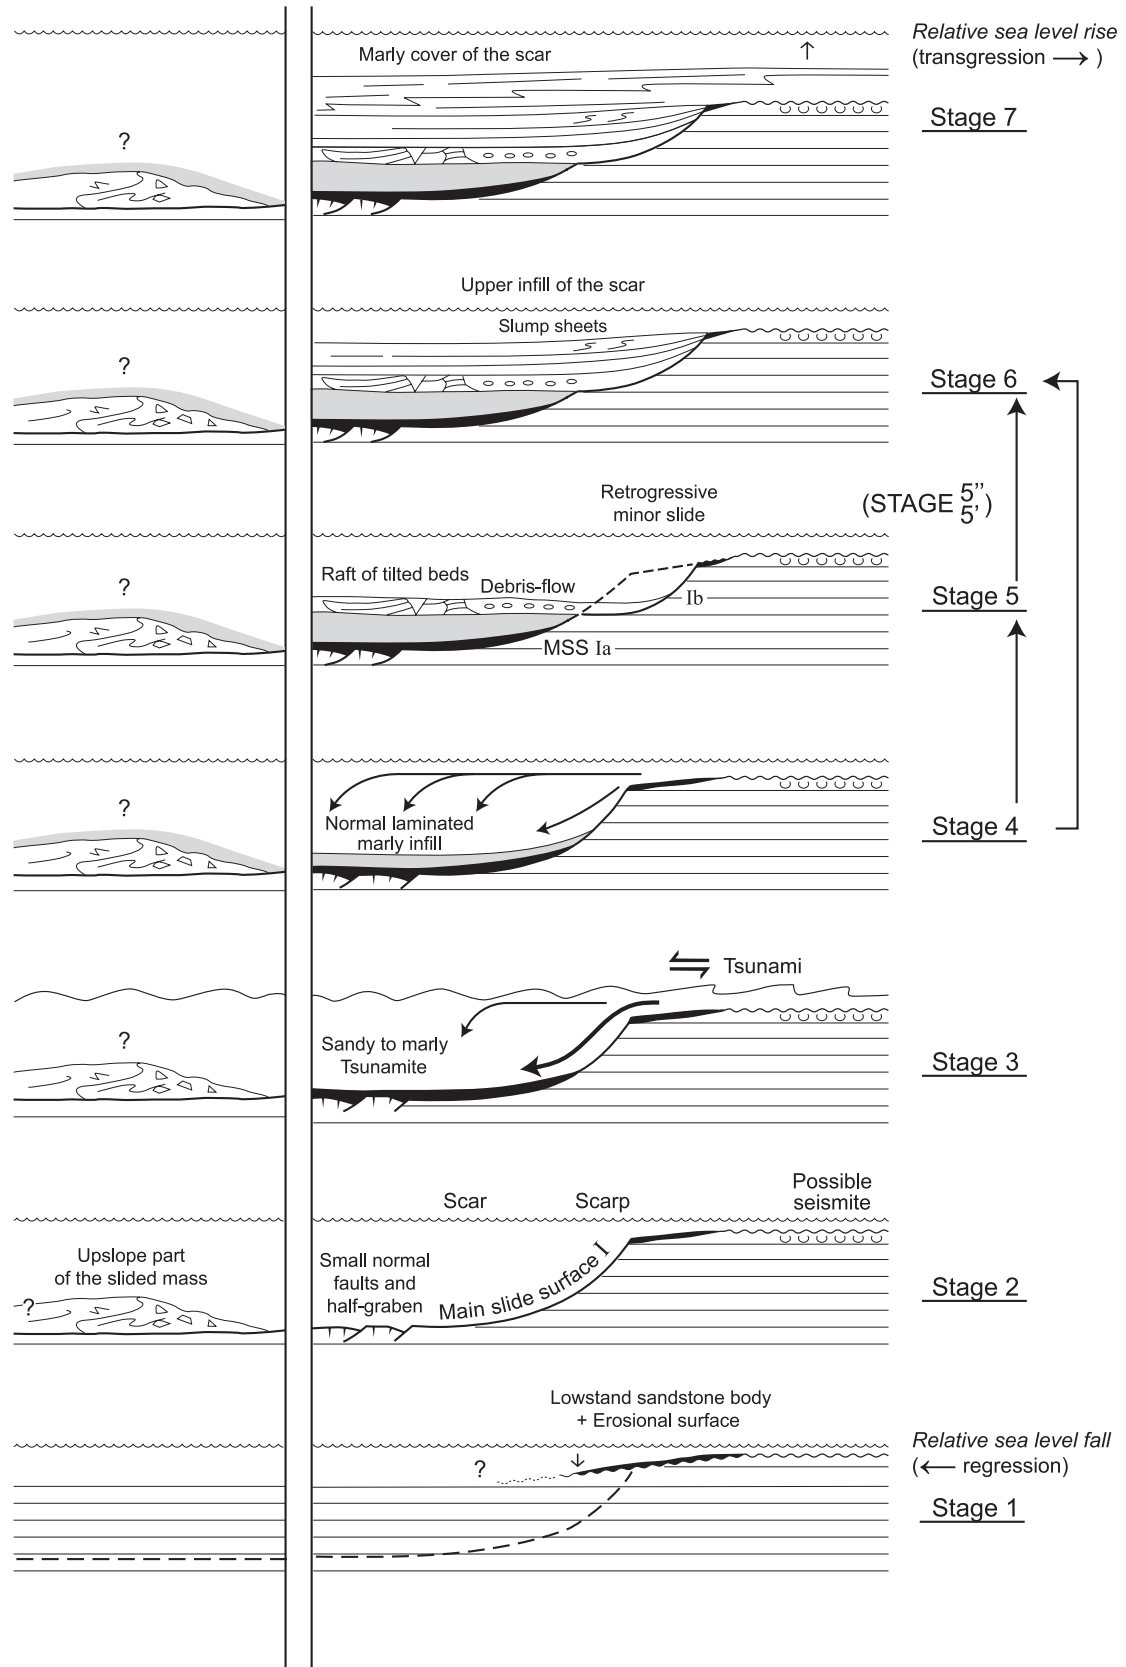 Relative sea level rise
(transgression → )
Marly cover of the scar
Stage 7
?
Upper infill of the scar
Slump sheets
?
Stage 6
Retrogressive
minor slide
(STAGE 5'' 5' )
Raft of tilted beds
Debris-flow
?
Ib
Stage 5
MSS Ia
?
Normal laminated
marly infill
Stage 4
Tsunami
?
Sandy to marly
Tsunamite
Stage 3
Scar
Scarp
Possible
seismite
Upslope part
of the slided mass
?
Small normal
faults and
half-graben
Main slide surface I
Stage 2
Lowstand sandstone body
+ Erosional surface
?
Relative sea level fall
(← regression)
Stage 1